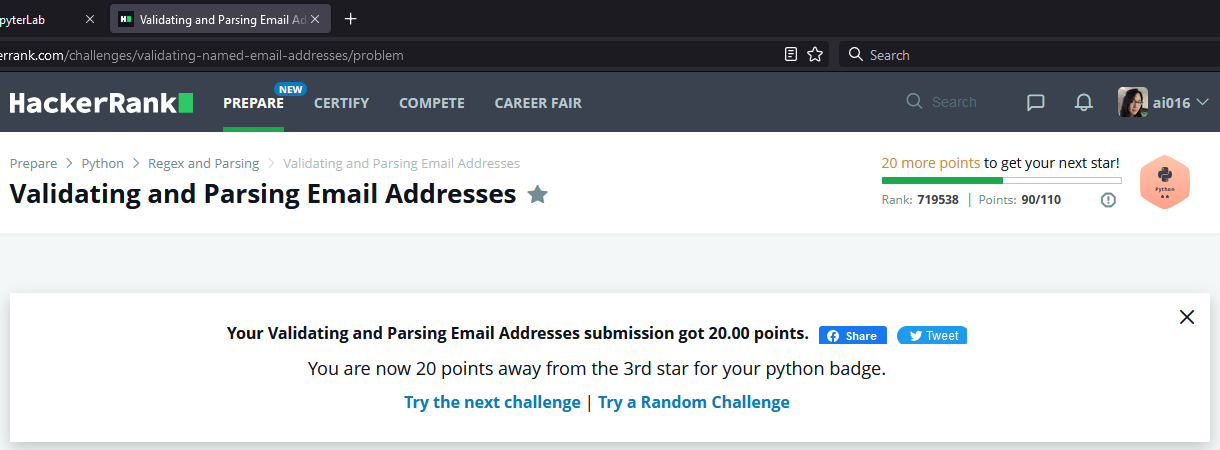 pyterLab
Validating and Parsing Email Ad
errank.com/challenges/validating-named-email-addresses/problem
Search
HackerRank
PREPARE NEW CERTIFY COMPETE CAREER FAIR
Search
ai016
Prepare > Python > Regex and Parsing > Validating and Parsing Email Addresses
Validating and Parsing Email Addresses
20 more points to get your next star!
Rank: 719538 | Points: 90/110
Python
Your Validating and Parsing Email Addresses submission got 20.00 points. Share Tweet
You are now 20 points away from the 3rd star for your python badge.
Try the next challenge | Try a Random Challenge